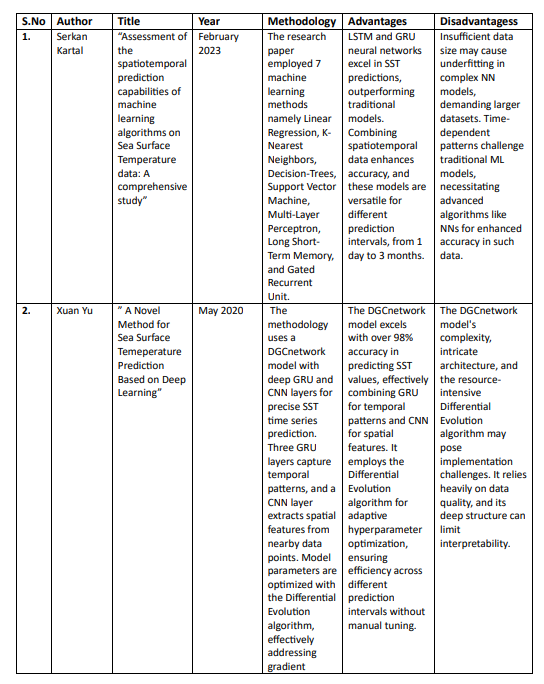 S.No Author Title Year Methodology Advantages Disadvantagess
1.
Serkan
Kartal
“Assessment of
the
spatiotemporal
prediction
capabilities of
machine
learning
algorithms on
Sea Surface
Temperature
data: A
comprehensive
study”
February
2023
The research
paper
employed 7
machine
learning
methods
namely Linear
Regression, K-
Nearest
Neighbors,
Decision-Trees,
Support Vector
Machine,
Multi-Layer
Perceptron,
Long Short-
Term Memory,
and Gated
Recurrent
Unit.
LSTM and GRU
neural networks
excel in SST
predictions,
outperforming
traditional
models.
Combining
spatiotemporal
data enhances
accuracy, and
these models are
versatile for
different
prediction
intervals, from 1
day to 3 months.
Insufficient data
size may cause
underfitting in
complex NN
models,
demanding larger
datasets. Time-
dependent
patterns challenge
traditional ML
models,
necessitating
advanced
algorithms like
NNs for enhanced
accuracy in such
data.
2.
Xuan Yu
” A Novel
Method for
Sea Surface
Temeperature
Prediction
Based on Deep
Learning”
May 2020
The
methodology
uses a
DGCnetwork
model with
deep GRU and
CNN layers for
precise SST
time series
prediction.
Three GRU
layers capture
temporal
patterns, and a
CNN layer
extracts spatial
features from
nearby data
points. Model
parameters are
optimized with
the Differential
Evolution
algorithm,
effectively
addressing
gradient
The DGCnetwork
model excels
with over 98%
accuracy in
predicting SST
values, effectively
combining GRU
for temporal
patterns and CNN
for spatial
features. It
employs the
Differential
Evolution
algorithm for
adaptive
hyperparameter
optimization,
ensuring
efficiency across
different
prediction
intervals without
manual tuning.
The DGCnetwork
model's
complexity,
intricate
architecture, and
the resource-
intensive
Differential
Evolution
algorithm may
pose
implementation
challenges. It relies
heavily on data
quality, and its
deep structure can
limit
interpretability.